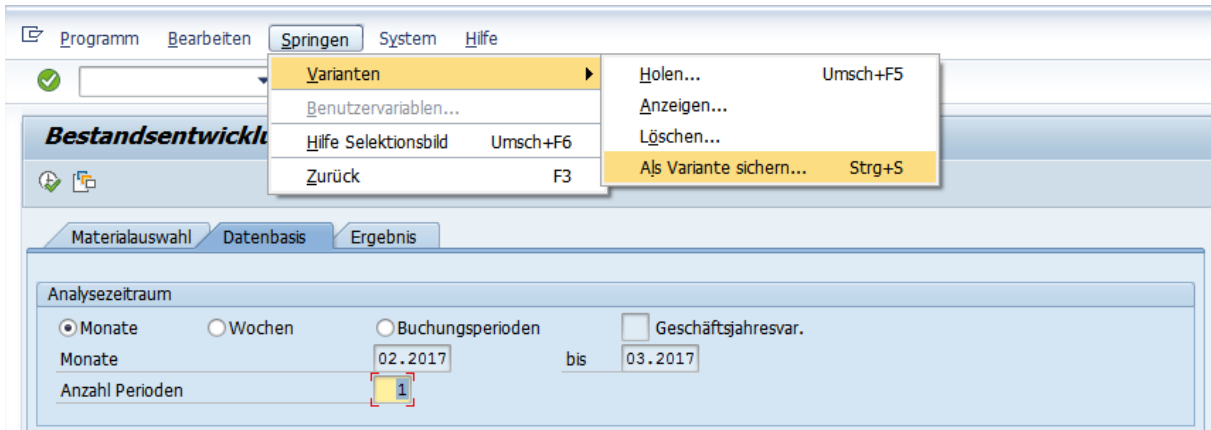 Programm Bearbeiten Springen System Hilfe
Varianten
Benutzervariablen...
Hilfe Selektionsbild Umsch+F6
Zurück F3
Holen... Umsch+F5
Anzeigen...
Löschen...
Als Variante sichern... Strg+S
Materialauswahl Datenbasis Ergebnis
Analysezeitraum
Monate Wochen Buchungsperioden Geschäftsjahresvar.
Monate 02.2017 bis 03.2017
Anzahl Perioden 1